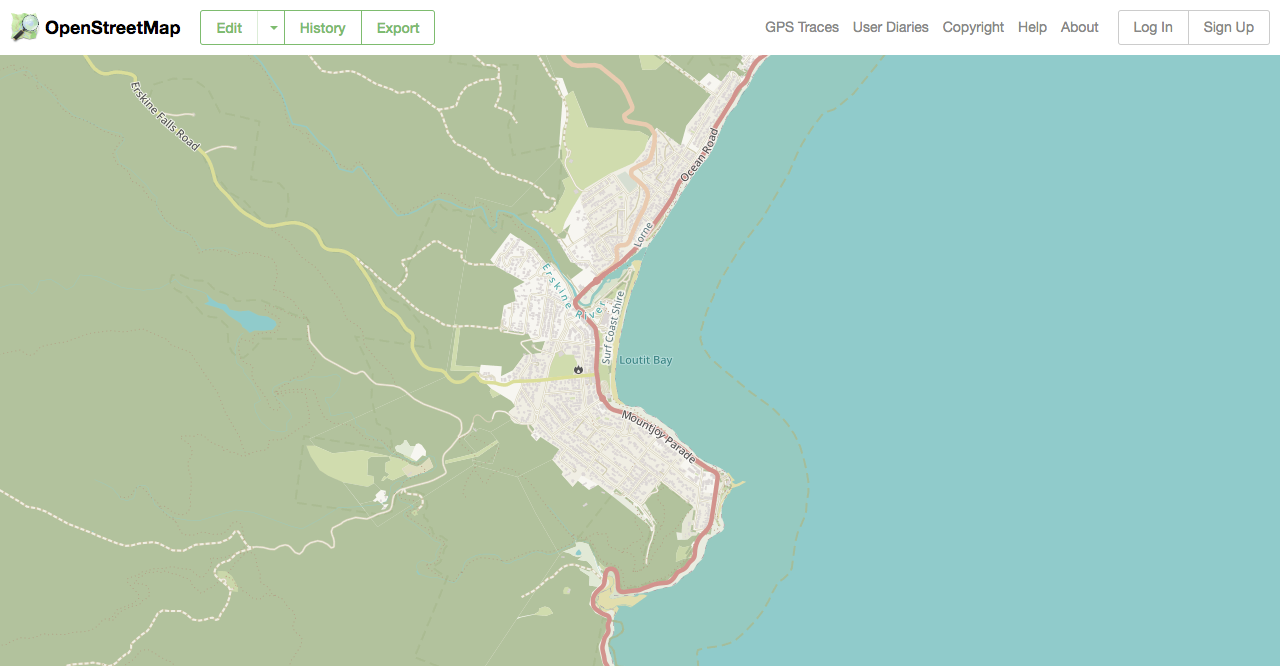 OpenStreetMap
Edit
History
Export
GPS Traces
User Diaries
Copyright
Help
About
Log In
Sign Up
Erskine Falls Road
Ocean Road
Lorne
Erskine River
Surf Coast Shire
Loutit Bay
Mountjoy Parade